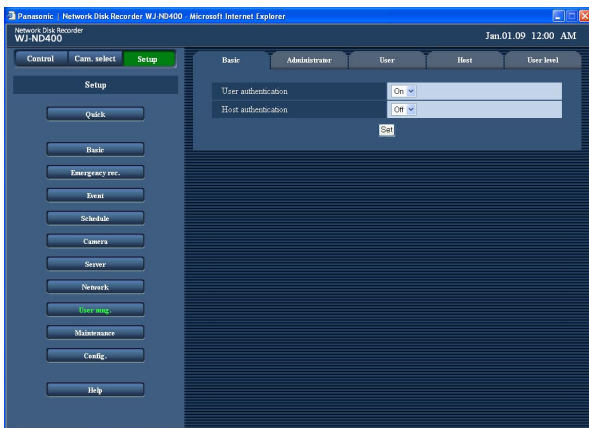 Panasonic | Network Disk Recorder WJ-ND400 - Microsoft Internet Explorer
Network Disk Recorder
WJ-ND400
Jan.01.09 12:00 AM
Control Cam. select Setup
Basic Administrator User Host User level
Setup
User authentication On
Host authentication Off
Set
Quick
Basic
Emergency rec.
Event
Schedule
Camera
Server
Network
User mng.
Maintenance
Config.
Help